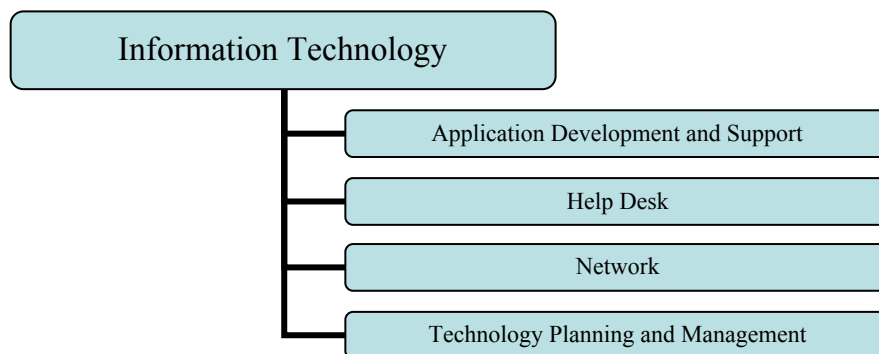 Information Technology
Application Development and Support
Help Desk
Network
Technology Planning and Management